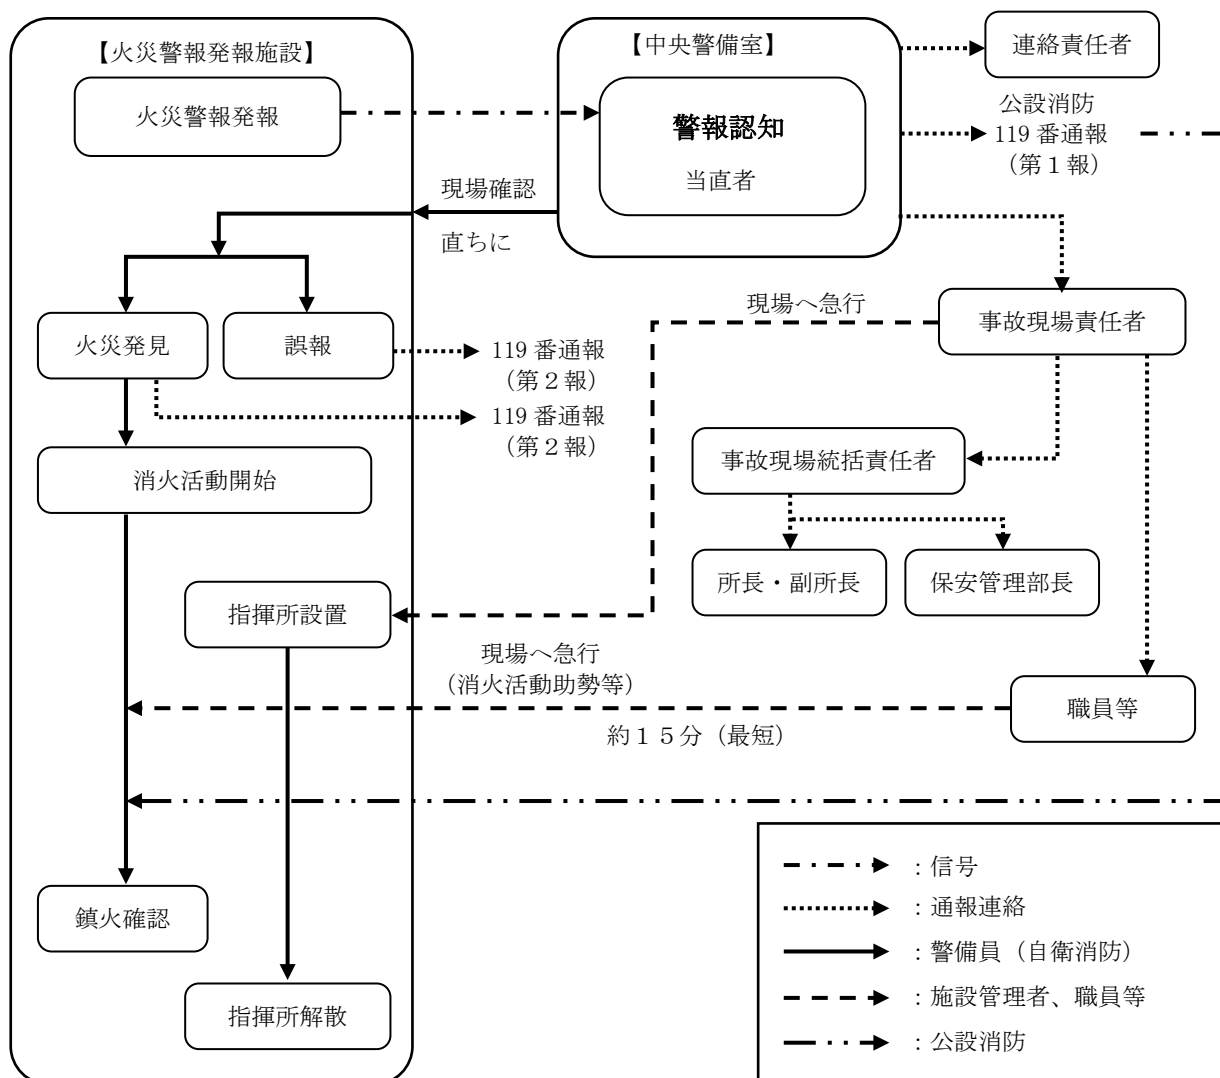 【火災警報発報施設】
火災警報発報
【中央警備室】
警報認知
当直者
連絡責任者
公設消防
119 番通報
(第１報)
現場確認
直ちに
火災発見
誤報
119 番通報
(第２報)
119 番通報
(第２報)
現場へ急行
事故現場責任者
消火活動開始
事故現場統括責任者
所長・副所長
保安管理部長
指揮所設置
現場へ急行
(消火活動助勢等)
職員等
約１５分（最短）
鎮火確認
指揮所解散
：信号
：通報連絡
：警備員（自衛消防）
：施設管理者、職員等
：公設消防